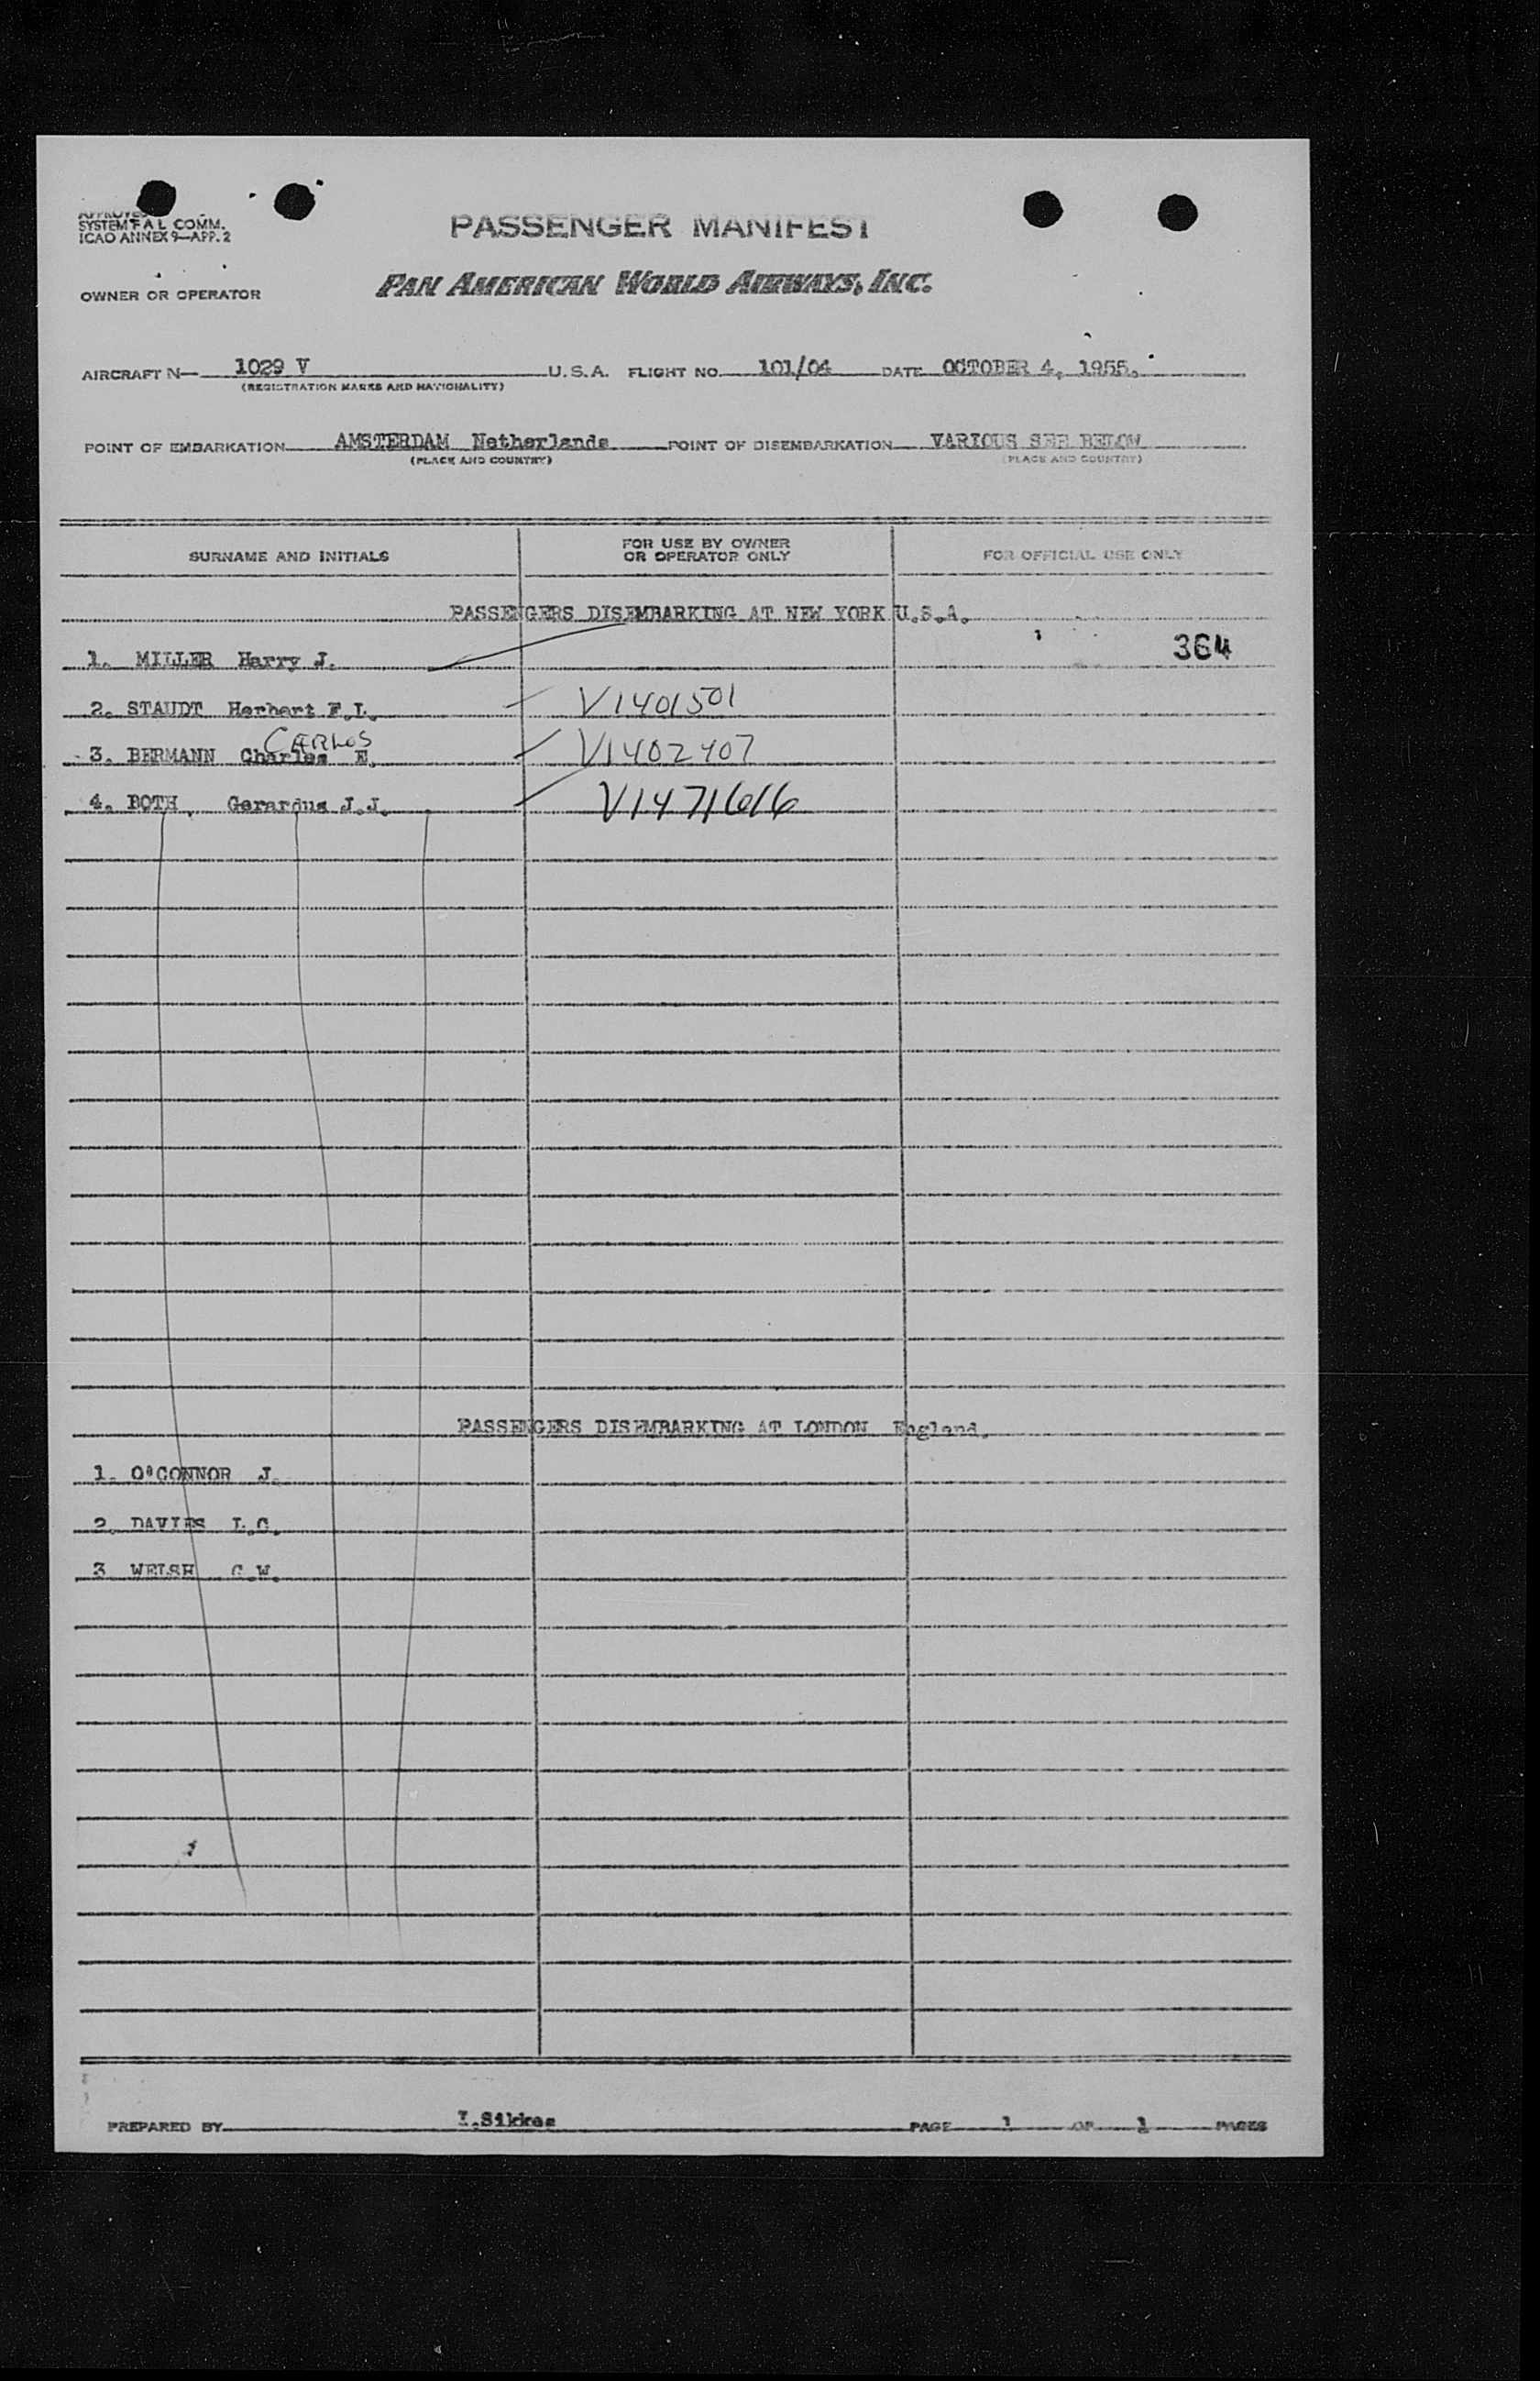 APPROVED
SYSTEM F A L COMM.
ICAO ANNEX 9—APP. 2
PASSENGER MANIFEST
OWNER OR OPERATOR PAN AMERICAN WORLD AIRWAYS, INC.
AIRCRAFT N— 1029 V U.S.A. FLIGHT NO. 101/04 DATE OCTOBER 4, 1955.
(REGISTRATION MARKS AND NATIONALITY)
POINT OF EMBARKATION AMSTERDAM Netherlands POINT OF DISEMBARKATION VARIOUS SEE BELOW
(PLACE AND COUNTRY) (PLACE AND COUNTRY)
SURNAME AND INITIALS FOR USE BY OWNER OR OPERATOR ONLY FOR OFFICIAL USE ONLY
PASSENGERS DISEMBARKING AT NEW YORK U.S.A.
1. MILLER Harry J. 364
2. STAUDT Herbert F.L. V1401501
CARLOS
3. BERMANN Charles E. V1402407
4. BOTH Gerardus J.J. V1471616
PASSENGERS DISEMBARKING AT LONDON England.
1. O'CONNOR J.
2. DAVIES L.C.
3 WELSH C.W.
PREPARED BY I.Sikkes PAGE 1 OF 1 PAGES